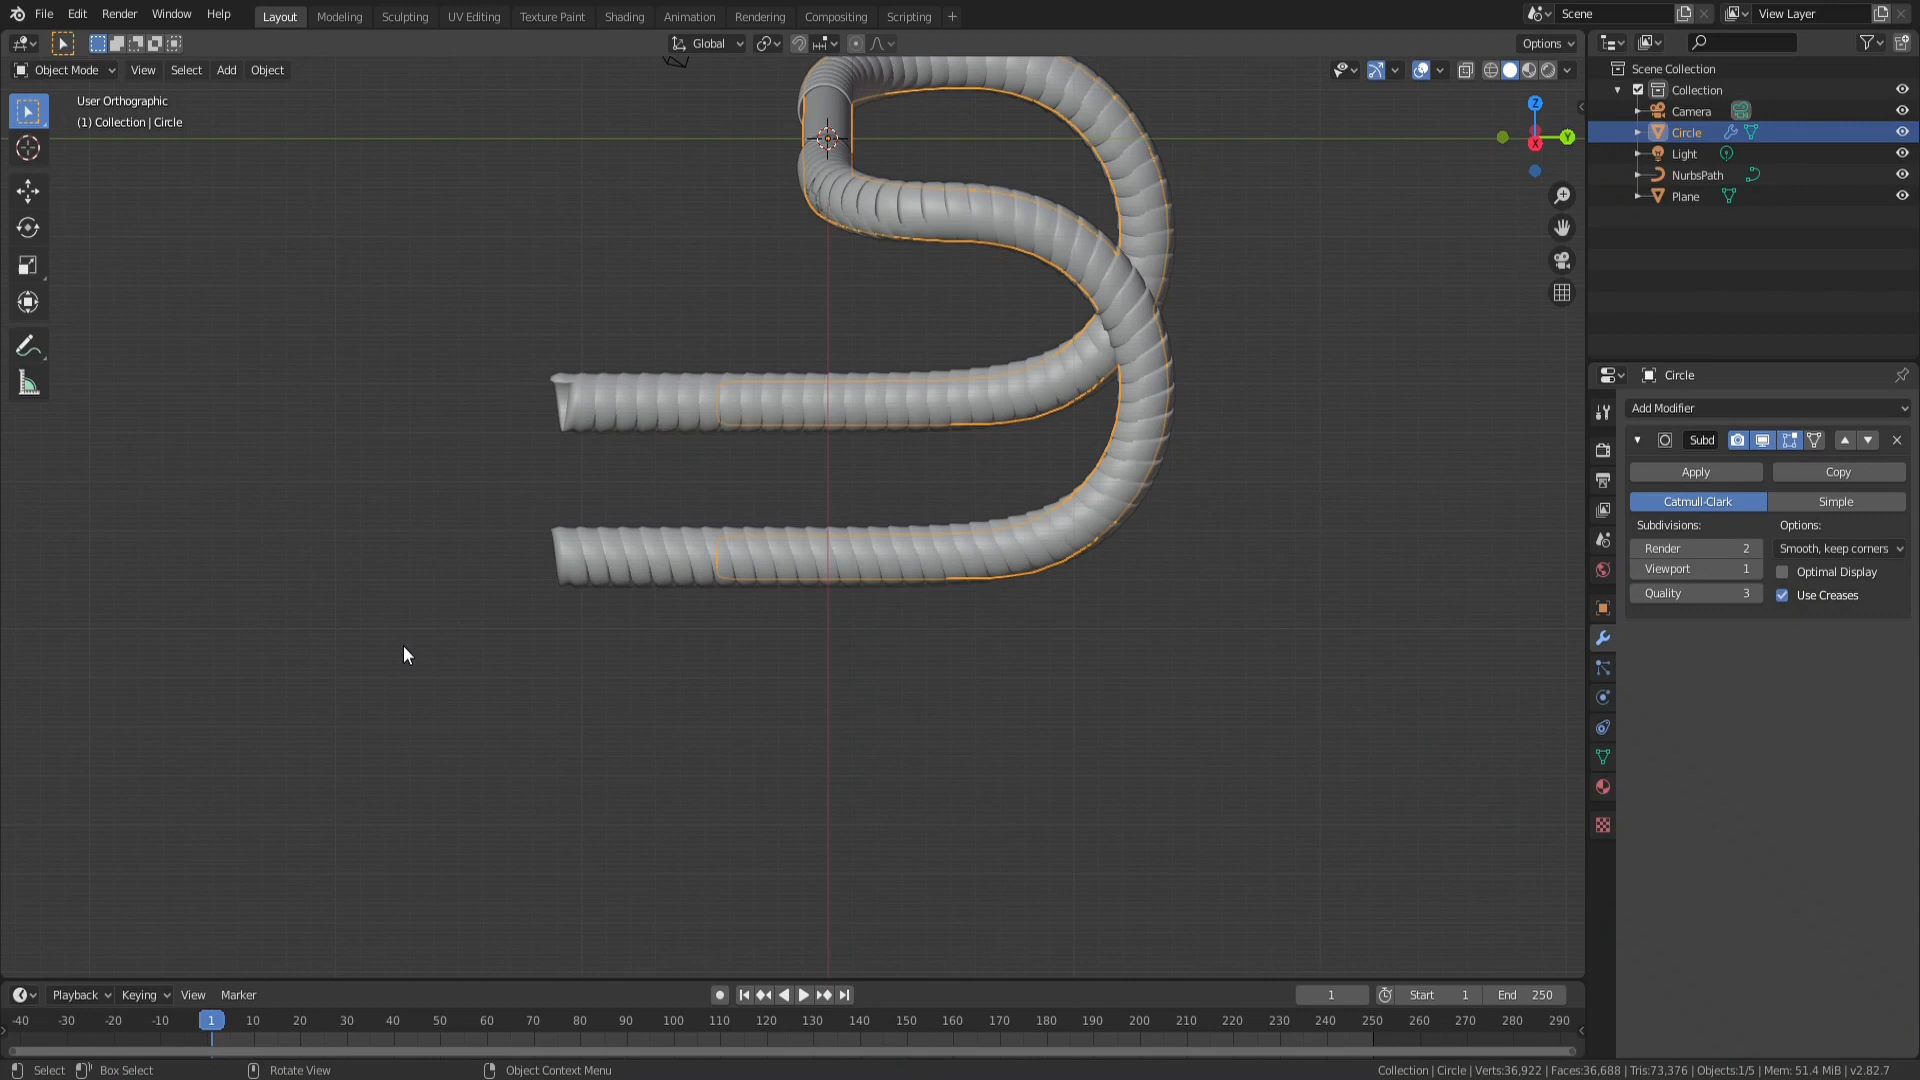 File Edit Render Window Help Layout Modeling Sculpting UV Editing Texture Paint Shading Animation Rendering Compositing Scripting + Scene View Layer
Global Options
Object Mode View Select Add Object
User Orthographic
(1) Collection | Circle
Z
Y
X
Scene Collection
Collection
Camera
Circle
Light
NurbsPath
Plane
Circle
Add Modifier
Subd
Apply Copy
Catmull-Clark Simple
Subdivisions: Options:
Render 2 Smooth, keep corners
Viewport 1 Optimal Display
Quality 3 Use Creases
Playback Keying View Marker 1 Start 1 End 250
-40 -30 -20 -10 1 10 20 30 40 50 60 70 80 90 100 110 120 130 140 150 160 170 180 190 200 210 220 230 240 250 260 270 280 290
Select Box Select Rotate View Object Context Menu Collection | Circle | Verts:36,922 | Faces:36,688 | Tris:73,376 | Objects:1/5 | Mem: 51.4 MiB | v2.82.7